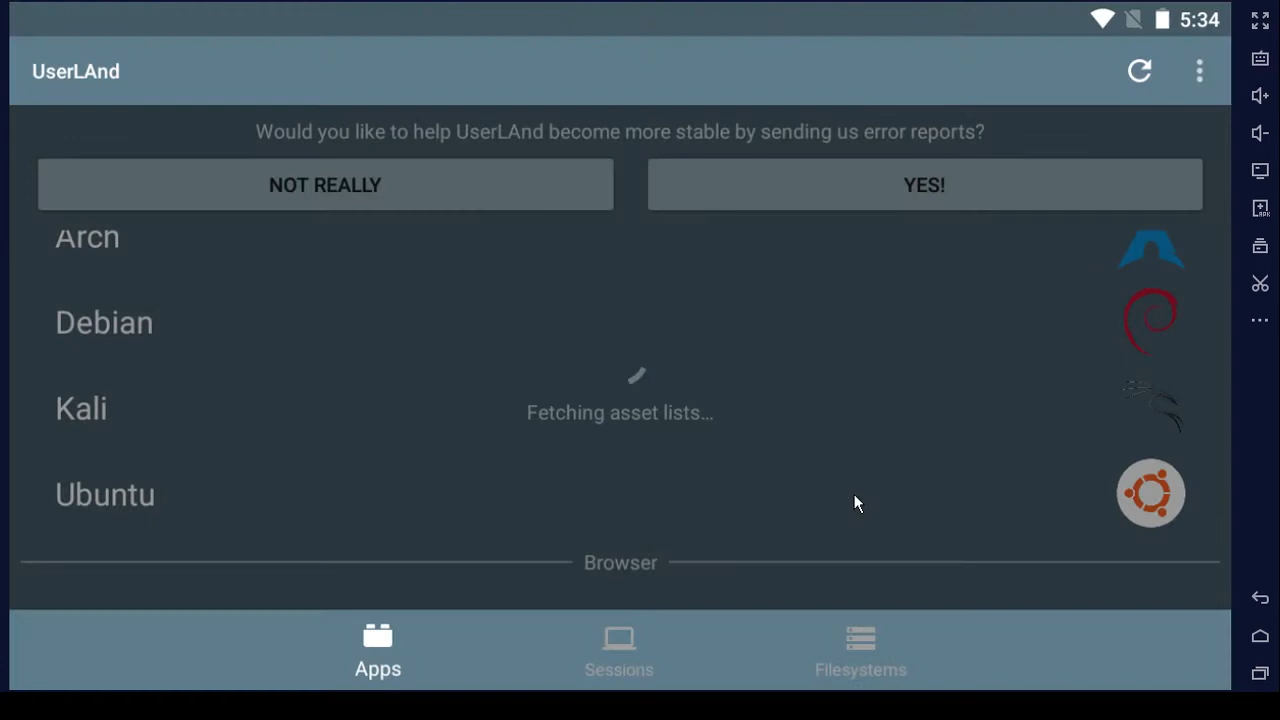 5:34
UserLAnd
Would you like to help UserLAnd become more stable by sending us error reports?
NOT REALLY
YES!
Arch
Debian
Kali
Fetching asset lists...
Ubuntu
Browser
Apps
Sessions
Filesystems